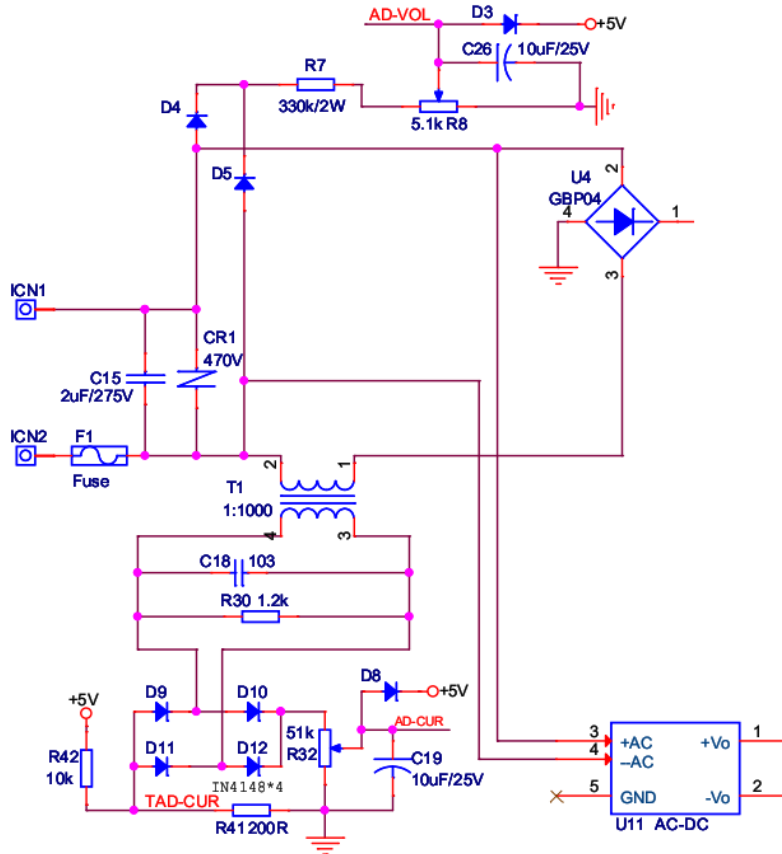 AD-VOL
D3
+5V
C26
10uF/25V
R7
330k/2W
5.1k R8
D4
D5
U4
GBP04
2
4
1
3
ICN1
CR1
470V
C15
2uF/275V
ICN2
F1
Fuse
2
1
T1
1:1000
4
3
C18
103
R30 1.2k
+5V
D9
D10
D8
+5V
51k
R32
AD-CUR
D11
D12
R42
10k
C19
10uF/25V
IN4148*4
TAD-CUR
R41 200R
3
+AC
+Vo
1
4
–AC
5
GND
-Vo
2
U11 AC-DC